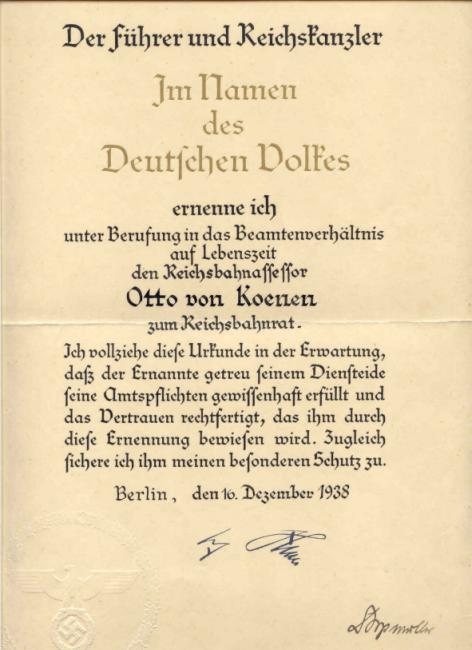 Der Führer und Reichskanzler
Im Namen
des
Deutschen Volkes
ernenne ich
unter Berufung in das Beamtenverhältnis
auf Lebenszeit
den Reichsbahnassessor
Otto von Koenen
zum Reichsbahnrat.
Ich vollziehe diese Urkunde in der Erwartung,
daß der Ernannte getreu seinem Diensteide
seine Amtspflichten gewissenhaft erfüllt und
das Vertrauen rechtfertigt, das ihm durch
diese Ernennung bewiesen wird. Zugleich
sichere ich ihm meinen besonderen Schutz zu.
Berlin, den 16. Dezember 1938
Dorpmüller